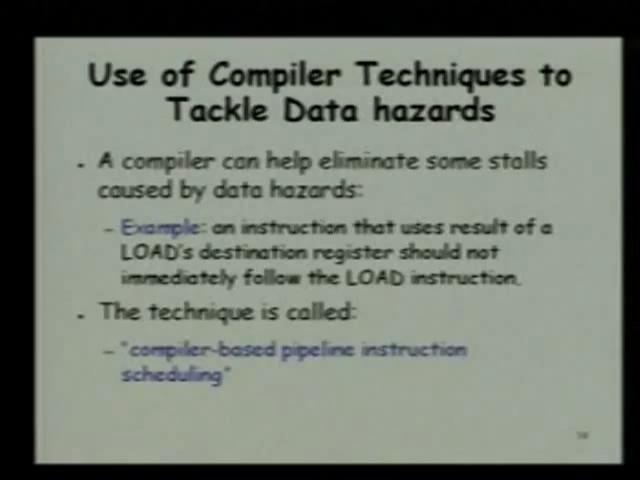 Use of Compiler Techniques to
Tackle Data hazards
. A compiler can help eliminate some stalls
caused by data hazards:
– Example: an instruction that uses result of a
LOAD's destination register should not
immediately follow the LOAD instruction.
. The technique is called:
– "compiler-based pipeline instruction
scheduling"